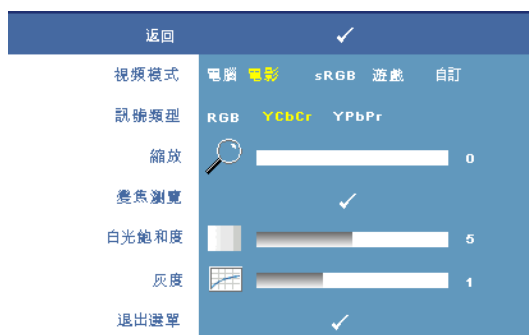 返回
視頻模式 電腦 電影 sRGB 遊戲 自訂
訊號類型 RGB YCbCr YPbPr
縮放 0
變焦瀏覽
白光飽和度 5
灰度 1
退出選單